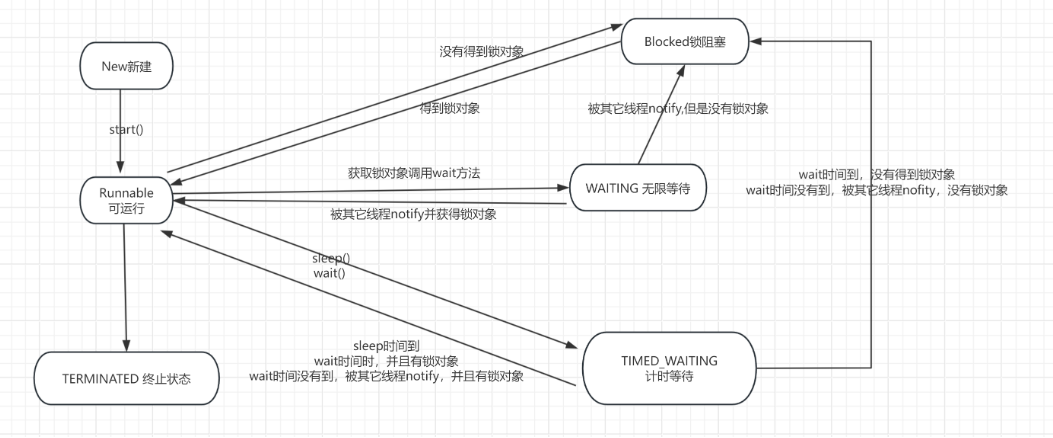 New新建
start()
Runnable
可运行
TERMINATED 终止状态
没有得到锁对象
得到锁对象
Blocked锁阻塞
被其它线程notify,但是没有锁对象
获取锁对象调用wait方法
WAITING 无限等待
被其它线程notify并获得锁对象
wait时间到，没有得到锁对象
wait时间没有到，被其它线程nofity，没有锁对象
sleep()
wait()
sleep时间到
wait时间时，并且有锁对象
wait时间没有到，被其它线程notify，并且有锁对象
TIMED_WAITING
计时等待